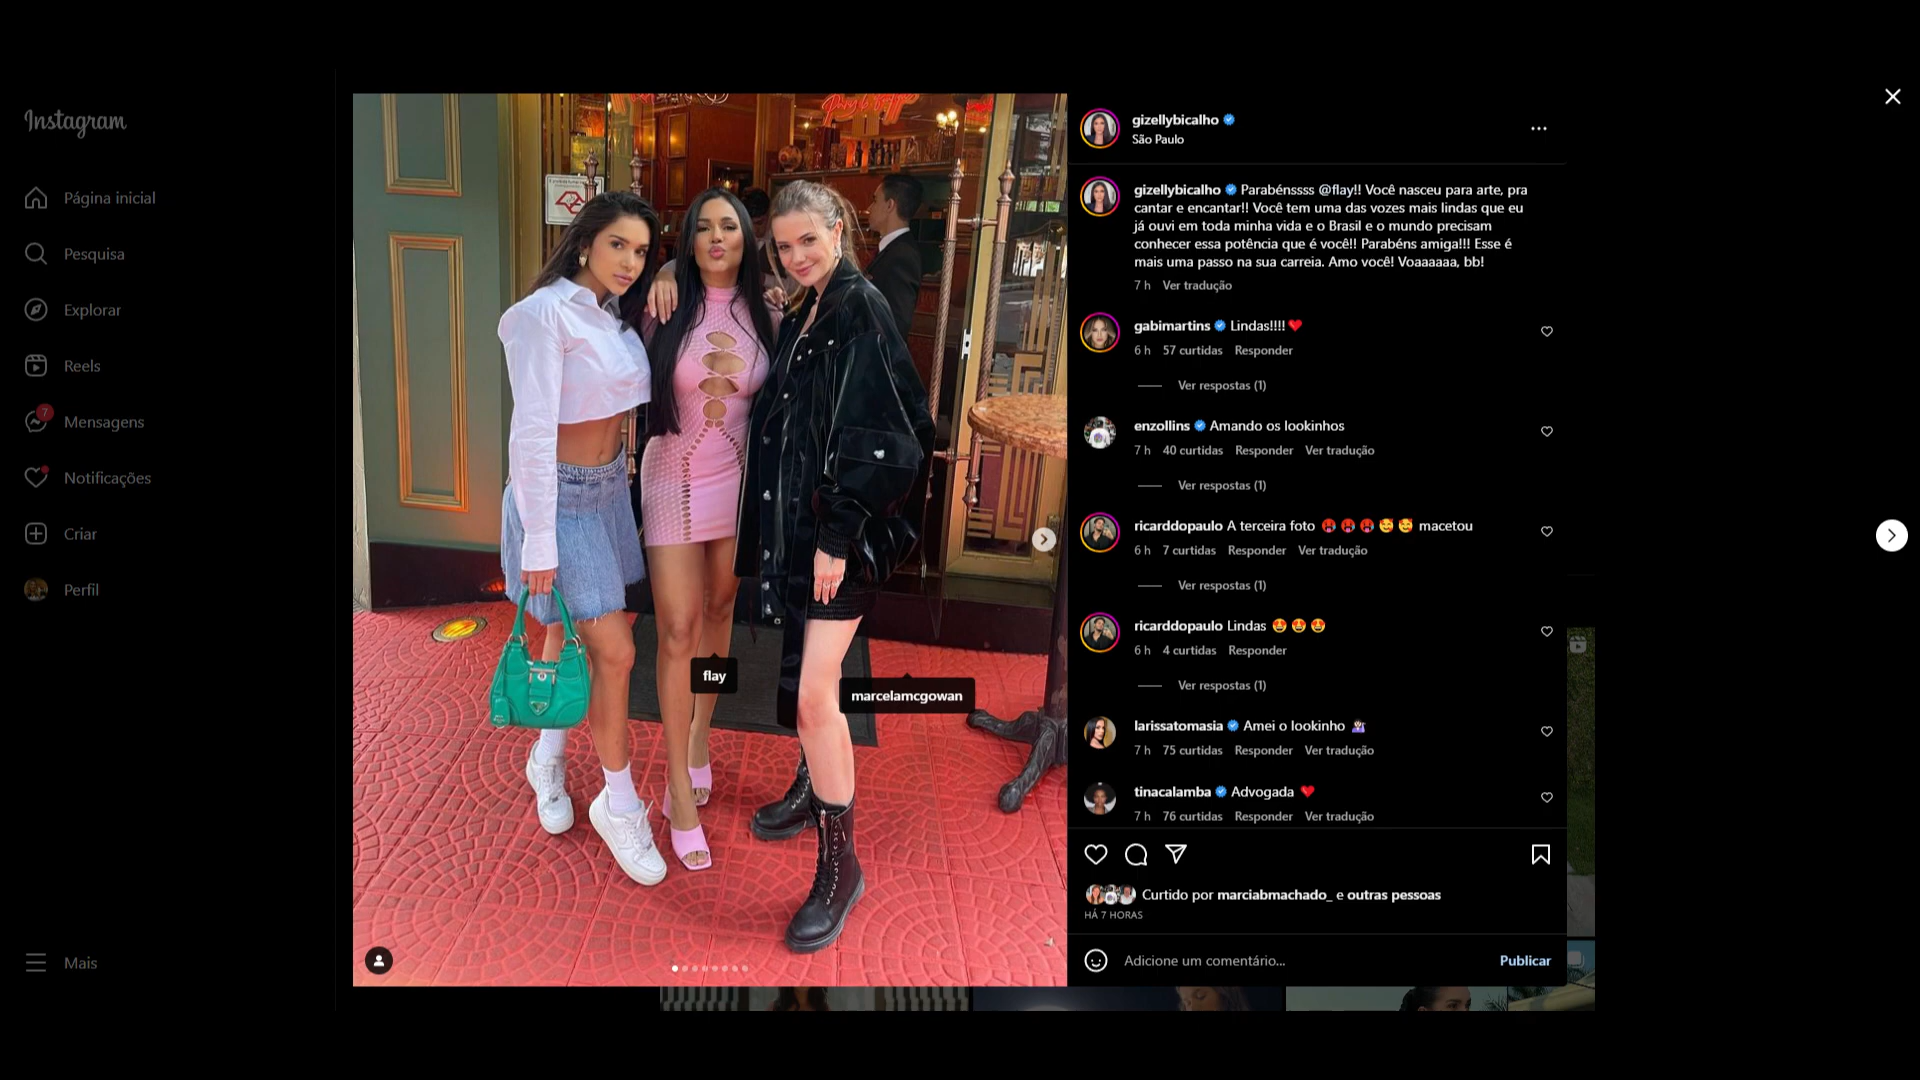 Instagram
Página inicial
Pesquisa
Explorar
Reels
7
Mensagens
Notificações
Criar
Perfil
Mais
flay
marcelamcgowan
gizellybicalho
São Paulo
gizellybicalho Parabénssss @flay!! Você nasceu para arte, pra
cantar e encantar!! Você tem uma das vozes mais lindas que eu
já ouvi em toda minha vida e o Brasil e o mundo precisam
conhecer essa potência que é você!! Parabéns amiga!!! Esse é
mais uma passo na sua carreia. Amo você! Voaaaaaa, bb!
7 h Ver tradução
gabimartins Lindas!!!! ❤️
6 h 57 curtidas Responder
Ver respostas (1)
enzollins Amando os lookinhos
7 h 40 curtidas Responder Ver tradução
Ver respostas (1)
ricarddopaulo A terceira foto 🥵🥵🥵🥰🥰 macetou
6 h 7 curtidas Responder Ver tradução
Ver respostas (1)
ricarddopaulo Lindas 🤩🤩🤩
6 h 4 curtidas Responder
Ver respostas (1)
larissatomasia Amei o lookinho
7 h 75 curtidas Responder Ver tradução
tinacalamba Advogada ❤️
7 h 76 curtidas Responder Ver tradução
Curtido por marciabmachado_ e outras pessoas
HÁ 7 HORAS
Adicione um comentário...
Publicar